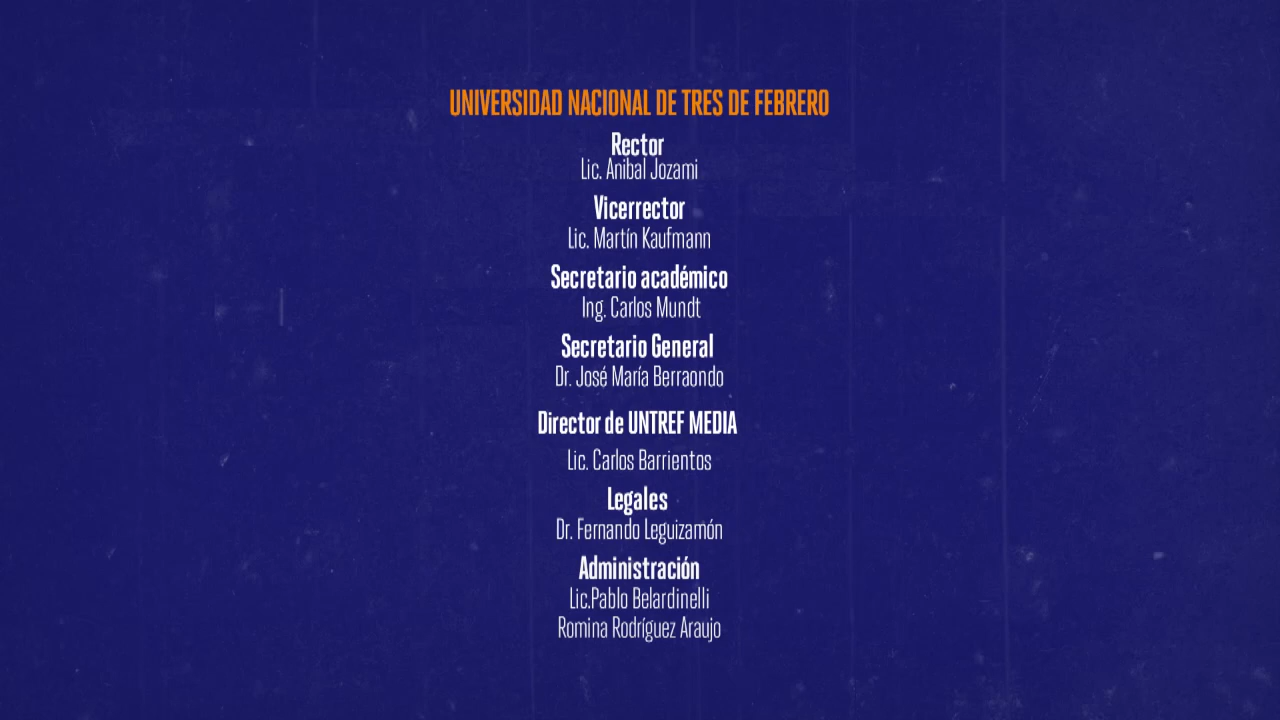 UNIVERSIDAD NACIONAL DE TRES DE FEBRERO
Rector
Lic. Anibal Jozami
Vicerrector
Lic. Martín Kaufmann
Secretario académico
Ing. Carlos Mundt
Secretario General
Dr. José María Berraondo
Director de UNTREF MEDIA
Lic. Carlos Barrientos
Legales
Dr. Fernando Leguizamón
Administración
Lic.Pablo Belardinelli
Romina Rodríguez Araujo